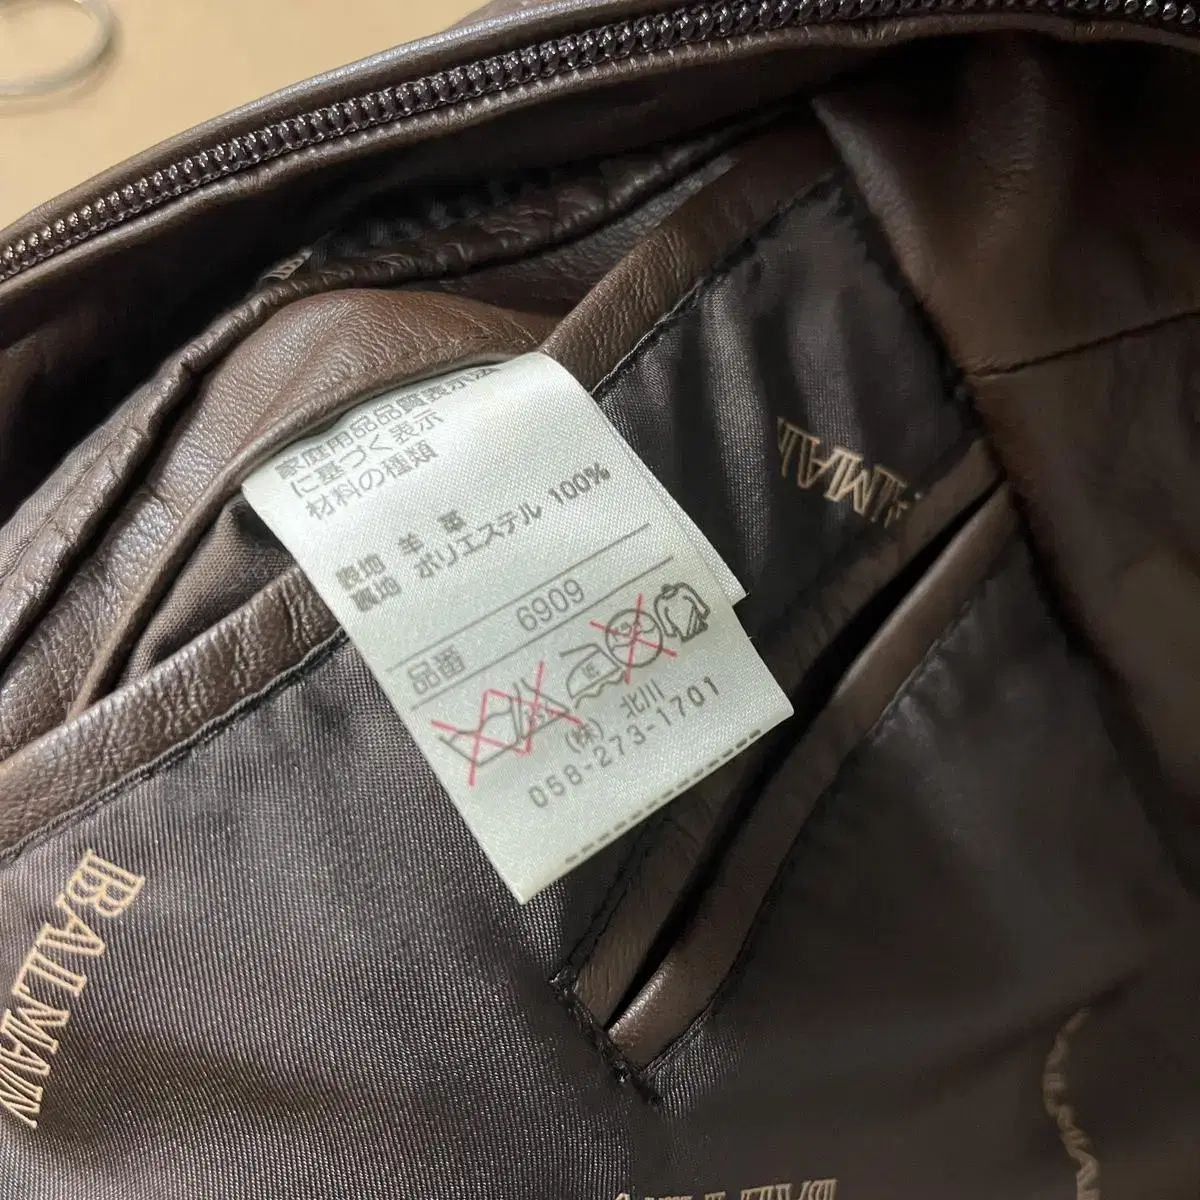 家庭用品品質表示法
に基づく表示
材料の種類
表地 羊 革
裏地 ポリエステル 100%
品番 6909
(株) 北川
058-273-1701
BALMAIN